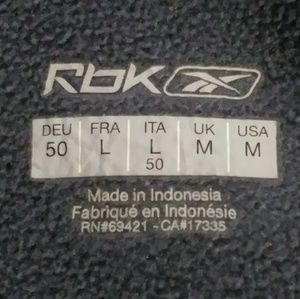 Rbk
DEU FRA ITA UK USA
50 L L M M
50
Made in Indonesia
Fabriqué en Indonésie
RN#69421 - CA#17335